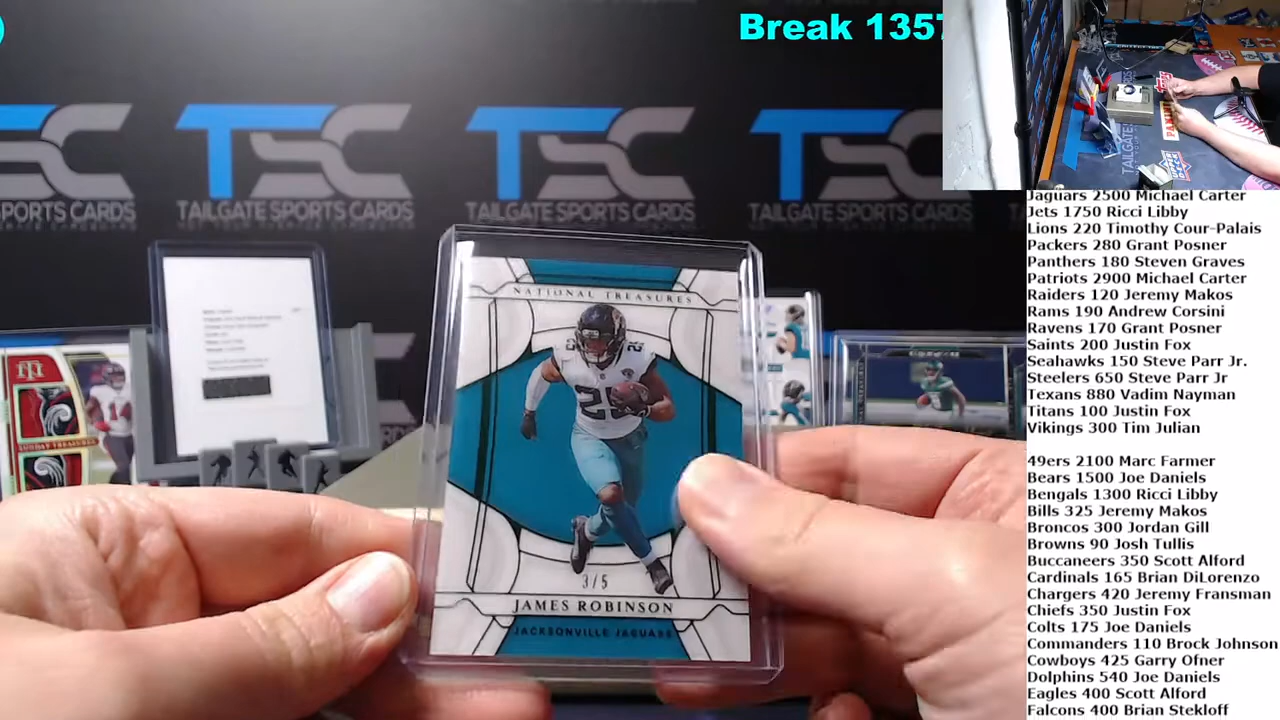 Break 1357
TSC TSC TSC TSC
TAILGATE SPORTS CARDS TAILGATE SPORTS CARDS TAILGATE SPORTS CARDS
NATIONAL TREASURES
3/5
JAMES ROBINSON
JACKSONVILLE JAGUARS
SUNDAY TREASURES
TAILGATE
PANINI
Jaguars 2500 Michael Carter
Jets 1750 Ricci Libby
Lions 220 Timothy Cour-Palais
Packers 280 Grant Posner
Panthers 180 Steven Graves
Patriots 2900 Michael Carter
Raiders 120 Jeremy Makos
Rams 190 Andrew Corsini
Ravens 170 Grant Posner
Saints 200 Justin Fox
Seahawks 150 Steve Parr Jr.
Steelers 650 Steve Parr Jr
Texans 880 Vadim Nayman
Titans 100 Justin Fox
Vikings 300 Tim Julian
49ers 2100 Marc Farmer
Bears 1500 Joe Daniels
Bengals 1300 Ricci Libby
Bills 325 Jeremy Makos
Broncos 300 Jordan Gill
Browns 90 Josh Tullis
Buccaneers 350 Scott Alford
Cardinals 165 Brian DiLorenzo
Chargers 420 Jeremy Fransman
Chiefs 350 Justin Fox
Colts 175 Joe Daniels
Commanders 110 Brock Johnson
Cowboys 425 Garry Ofner
Dolphins 540 Joe Daniels
Eagles 400 Scott Alford
Falcons 400 Brian Stekloff